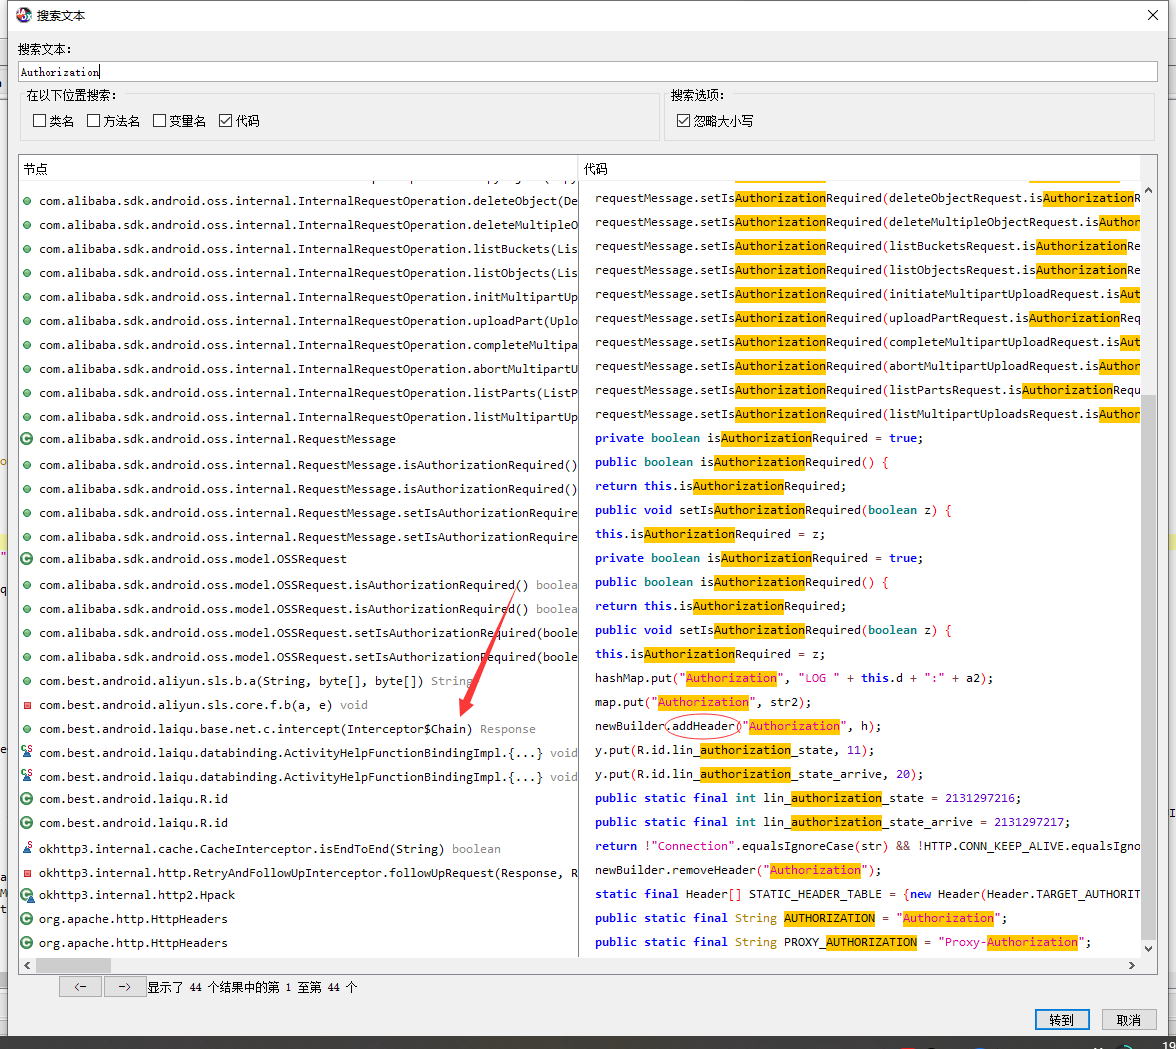 搜索文本
搜索文本:
Authorization
在以下位置搜索:
类名 方法名 变量名 代码
搜索选项:
忽略大小写
节点 代码
com.alibaba.sdk.android.oss.internal.InternalRequestOperation.deleteObject(De requestMessage.setIsAuthorizationRequired(deleteObjectRequest.isAuthorizationR
com.alibaba.sdk.android.oss.internal.InternalRequestOperation.deleteMultipleO requestMessage.setIsAuthorizationRequired(deleteMultipleObjectRequest.isAuthor
com.alibaba.sdk.android.oss.internal.InternalRequestOperation.listBuckets(Lis requestMessage.setIsAuthorizationRequired(listBucketsRequest.isAuthorizationRe
com.alibaba.sdk.android.oss.internal.InternalRequestOperation.listObjects(Lis requestMessage.setIsAuthorizationRequired(listObjectsRequest.isAuthorizationRe
com.alibaba.sdk.android.oss.internal.InternalRequestOperation.initMultipartUp requestMessage.setIsAuthorizationRequired(initiateMultipartUploadRequest.isAut
com.alibaba.sdk.android.oss.internal.InternalRequestOperation.uploadPart(Uplo requestMessage.setIsAuthorizationRequired(uploadPartRequest.isAuthorizationReq
com.alibaba.sdk.android.oss.internal.InternalRequestOperation.completeMultipa requestMessage.setIsAuthorizationRequired(completeMultipartUploadRequest.isAut
com.alibaba.sdk.android.oss.internal.InternalRequestOperation.abortMultipartU requestMessage.setIsAuthorizationRequired(abortMultipartUploadRequest.isAuthor
com.alibaba.sdk.android.oss.internal.InternalRequestOperation.listParts(ListP requestMessage.setIsAuthorizationRequired(listPartsRequest.isAuthorizationRequ
com.alibaba.sdk.android.oss.internal.InternalRequestOperation.listMultipartUp requestMessage.setIsAuthorizationRequired(listMultipartUploadsRequest.isAuthor
com.alibaba.sdk.android.oss.internal.RequestMessage private boolean isAuthorizationRequired = true;
com.alibaba.sdk.android.oss.internal.RequestMessage.isAuthorizationRequired() public boolean isAuthorizationRequired() {
com.alibaba.sdk.android.oss.internal.RequestMessage.isAuthorizationRequired() return this.isAuthorizationRequired;
com.alibaba.sdk.android.oss.internal.RequestMessage.setIsAuthorizationRequire public void setIsAuthorizationRequired(boolean z) {
com.alibaba.sdk.android.oss.internal.RequestMessage.setIsAuthorizationRequire this.isAuthorizationRequired = z;
com.alibaba.sdk.android.oss.model.OSSRequest private boolean isAuthorizationRequired = true;
com.alibaba.sdk.android.oss.model.OSSRequest.isAuthorizationRequired() boolea public boolean isAuthorizationRequired() {
com.alibaba.sdk.android.oss.model.OSSRequest.isAuthorizationRequired() boolea return this.isAuthorizationRequired;
com.alibaba.sdk.android.oss.model.OSSRequest.setIsAuthorizationRequired(boole public void setIsAuthorizationRequired(boolean z) {
com.alibaba.sdk.android.oss.model.OSSRequest.setIsAuthorizationRequired(boole this.isAuthorizationRequired = z;
com.best.android.aliyun.sls.b.a(String, byte[], byte[]) String hashMap.put("Authorization", "LOG " + this.d + ":" + a2);
com.best.android.aliyun.sls.core.f.b(a, e) void map.put("Authorization", str2);
com.best.android.laiqu.base.net.c.intercept(Interceptor$Chain) Response newBuilder.addHeader("Authorization", h);
com.best.android.laiqu.databinding.ActivityHelpFunctionBindingImpl.{...} void y.put(R.id.lin_authorization_state, 11);
com.best.android.laiqu.databinding.ActivityHelpFunctionBindingImpl.{...} void y.put(R.id.lin_authorization_state_arrive, 20);
com.best.android.laiqu.R.id public static final int lin_authorization_state = 2131297216;
com.best.android.laiqu.R.id public static final int lin_authorization_state_arrive = 2131297217;
okhttp3.internal.cache.CacheInterceptor.isEndToEnd(String) boolean return !"Connection".equalsIgnoreCase(str) && !HTTP.CONN_KEEP_ALIVE.equalsIgno
okhttp3.internal.http.RetryAndFollowUpInterceptor.followUpRequest(Response, R newBuilder.removeHeader("Authorization");
okhttp3.internal.http2.Hpack static final Header[] STATIC_HEADER_TABLE = {new Header(Header.TARGET_AUTHORIT
org.apache.http.HttpHeaders public static final String AUTHORIZATION = "Authorization";
org.apache.http.HttpHeaders public static final String PROXY_AUTHORIZATION = "Proxy-Authorization";
<- -> 显示了 44 个结果中的第 1 至第 44 个
转到 取消